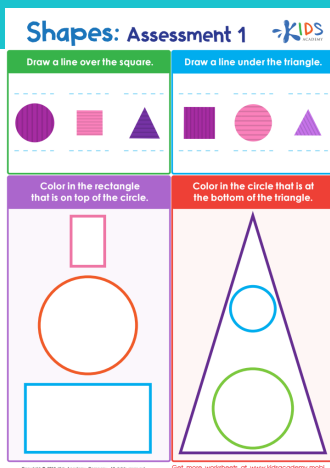 Shapes: Assessment 1
KIDS
ACADEMY
Draw a line over the square.
Draw a line under the triangle.
Color in the rectangle
that is on top of the circle.
Color in the circle that is at
the bottom of the triangle.
Get more worksheets at www.kidsacademy.mobi